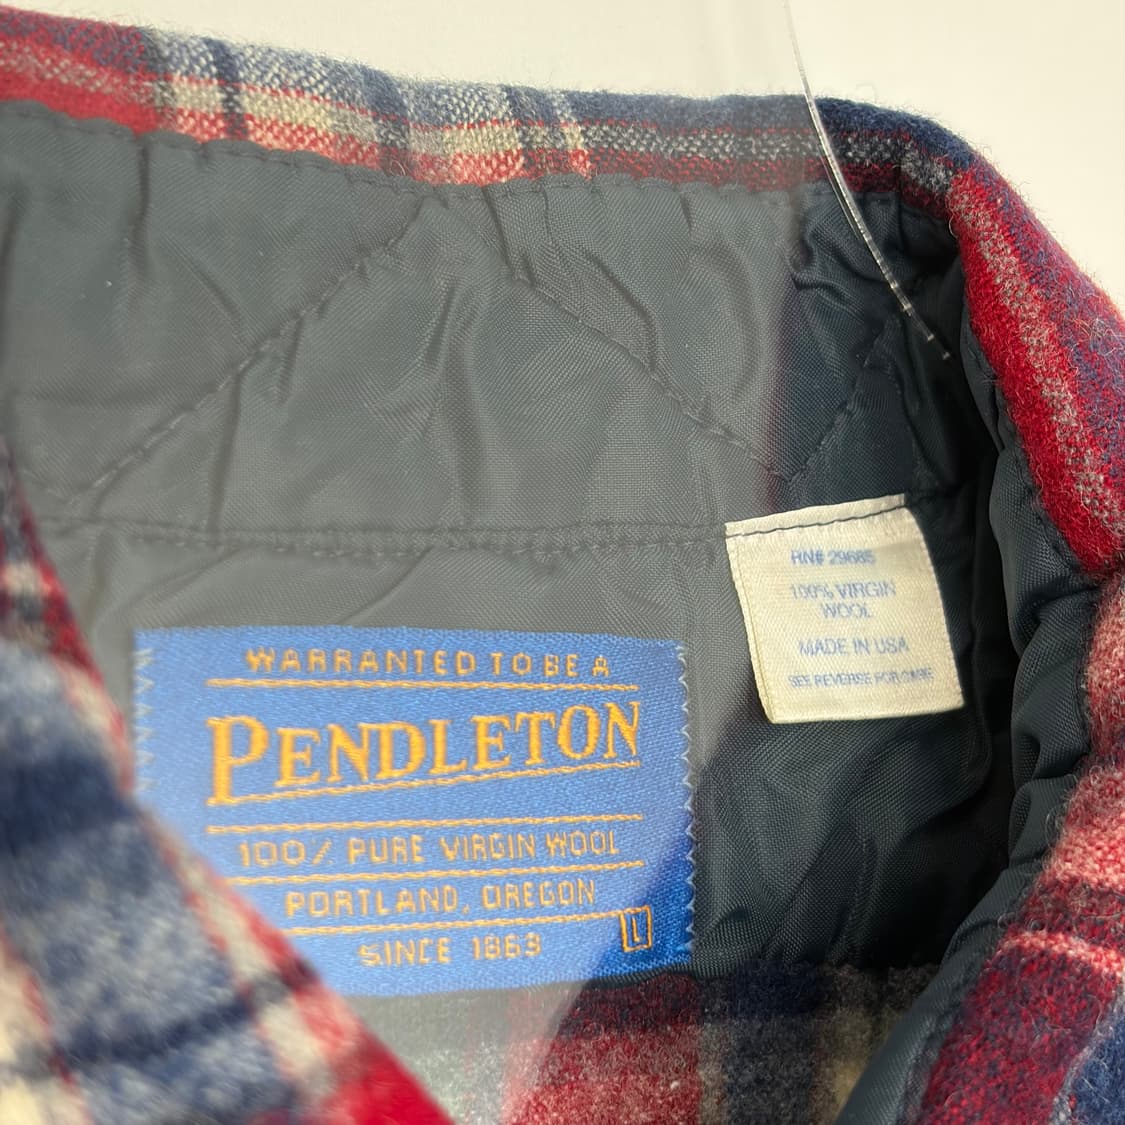 WARRANTED TO BE A
PENDLETON
100% PURE VIRGIN WOOL
PORTLAND, OREGON
SINCE 1863
L
RN# 29685
100% VIRGIN
WOOL
MADE IN USA
SEE REVERSE FOR CARE